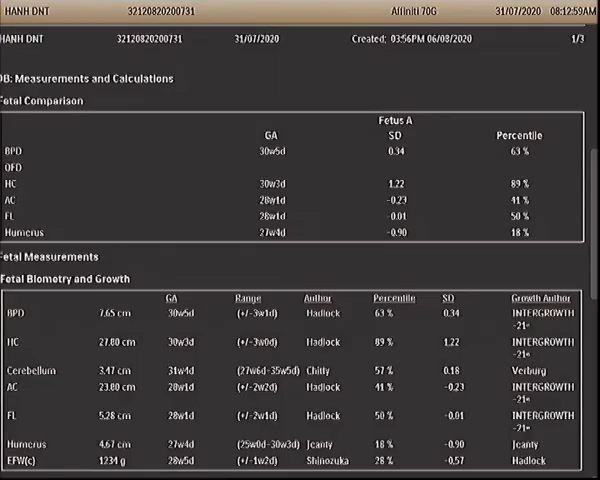 HANH DNT 32120820200731 Affiniti 70G 31/07/2020 08:12:59AM
HANH DNT 32120820200731 31/07/2020 Created: 03:56PM 06/08/2020 1/3
OB: Measurements and Calculations
Fetal Comparison
Fetus A
GA SD Percentile
BPD 30w5d 0.34 63 %
OFD
HC 30w3d 1.22 89 %
AC 28w1d -0.23 41 %
FL 28w1d -0.01 50 %
Humerus 27w4d -0.90 18 %
Fetal Measurements
Fetal Biometry and Growth
GA Range Author Percentile SD Growth Author
BPD 7.65 cm 30w5d (+/-3w1d) Hadlock 63 % 0.34 INTERGROWTH
-21st
HC 27.80 cm 30w3d (+/-3w0d) Hadlock 89 % 1.22 INTERGROWTH
-21st
Cerebellum 3.47 cm 31w4d (27w6d-35w5d) Chitty 57 % 0.18 Verburg
AC 23.80 cm 28w1d (+/-2w2d) Hadlock 41 % -0.23 INTERGROWTH
-21st
FL 5.28 cm 28w1d (+/-2w1d) Hadlock 50 % -0.01 INTERGROWTH
-21st
Humerus 4.67 cm 27w4d (25w0d-30w3d) Jeanty 18 % -0.90 Jeanty
EFW(c) 1234 g 28w5d (+/-1w2d) Shinozuka 28 % -0.57 Hadlock